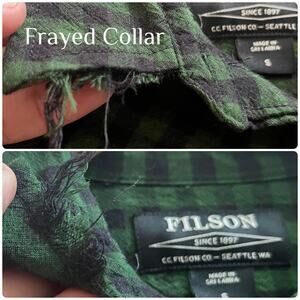 Frayed Collar
SINCE 1897
C.C. FILSON CO. – SEATTLE
MADE IN
SRI LANKA
S
FILSON
SINCE 1897
C.C. FILSON CO. – SEATTLE WA
MADE IN
SRI LANKA
S